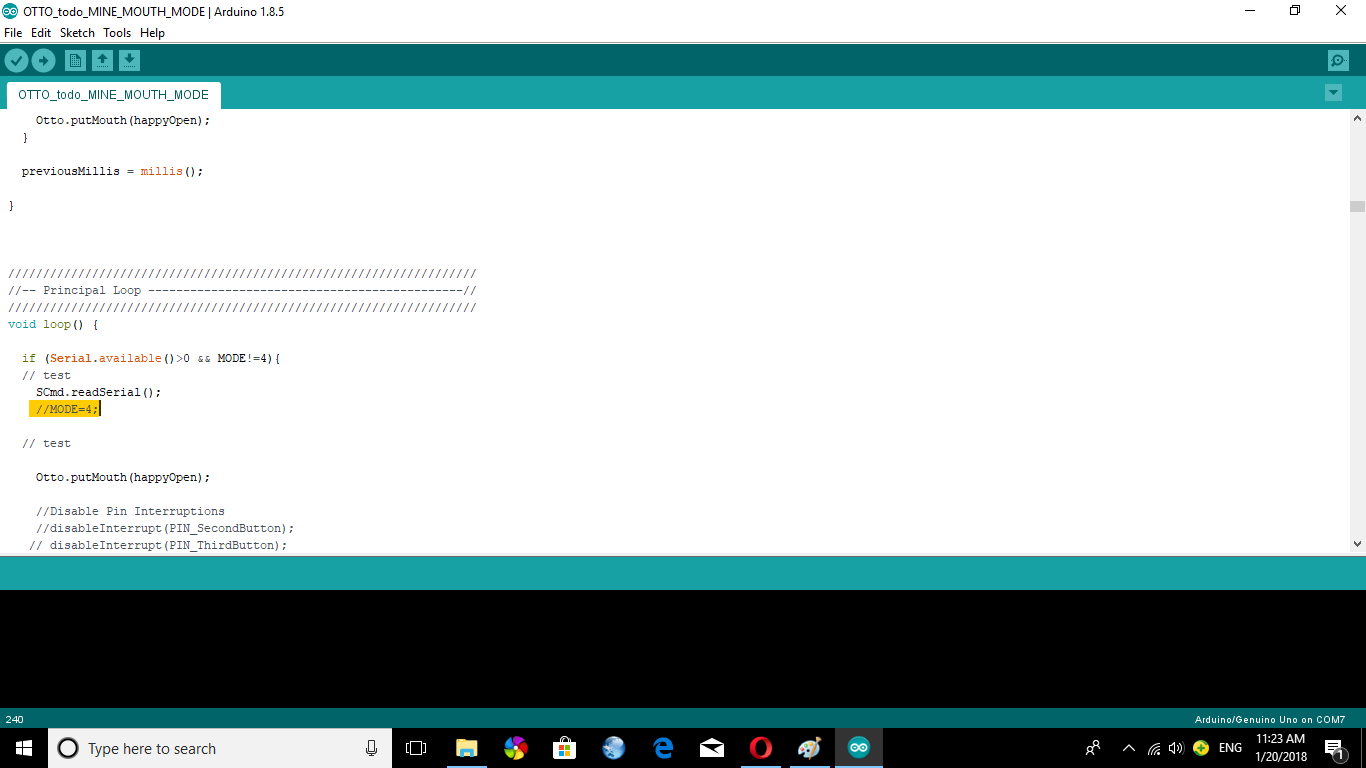 OTTO_todo_MINE_MOUTH_MODE | Arduino 1.8.5
File Edit Sketch Tools Help
OTTO_todo_MINE_MOUTH_MODE
Otto.putMouth(happyOpen);
}
previousMillis = millis();
}
///////////////////////////////////////////////////////////////////
//-- Principal Loop ---------------------------------------------//
///////////////////////////////////////////////////////////////////
void loop() {
if (Serial.available()>0 && MODE!=4){
// test
SCmd.readSerial();
//MODE=4;
// test
Otto.putMouth(happyOpen);
//Disable Pin Interruptions
//disableInterrupt(PIN_SecondButton);
// disableInterrupt(PIN_ThirdButton);
240
Arduino/Genuino Uno on COM7
Type here to search
ENG
11:23 AM
1/20/2018
1